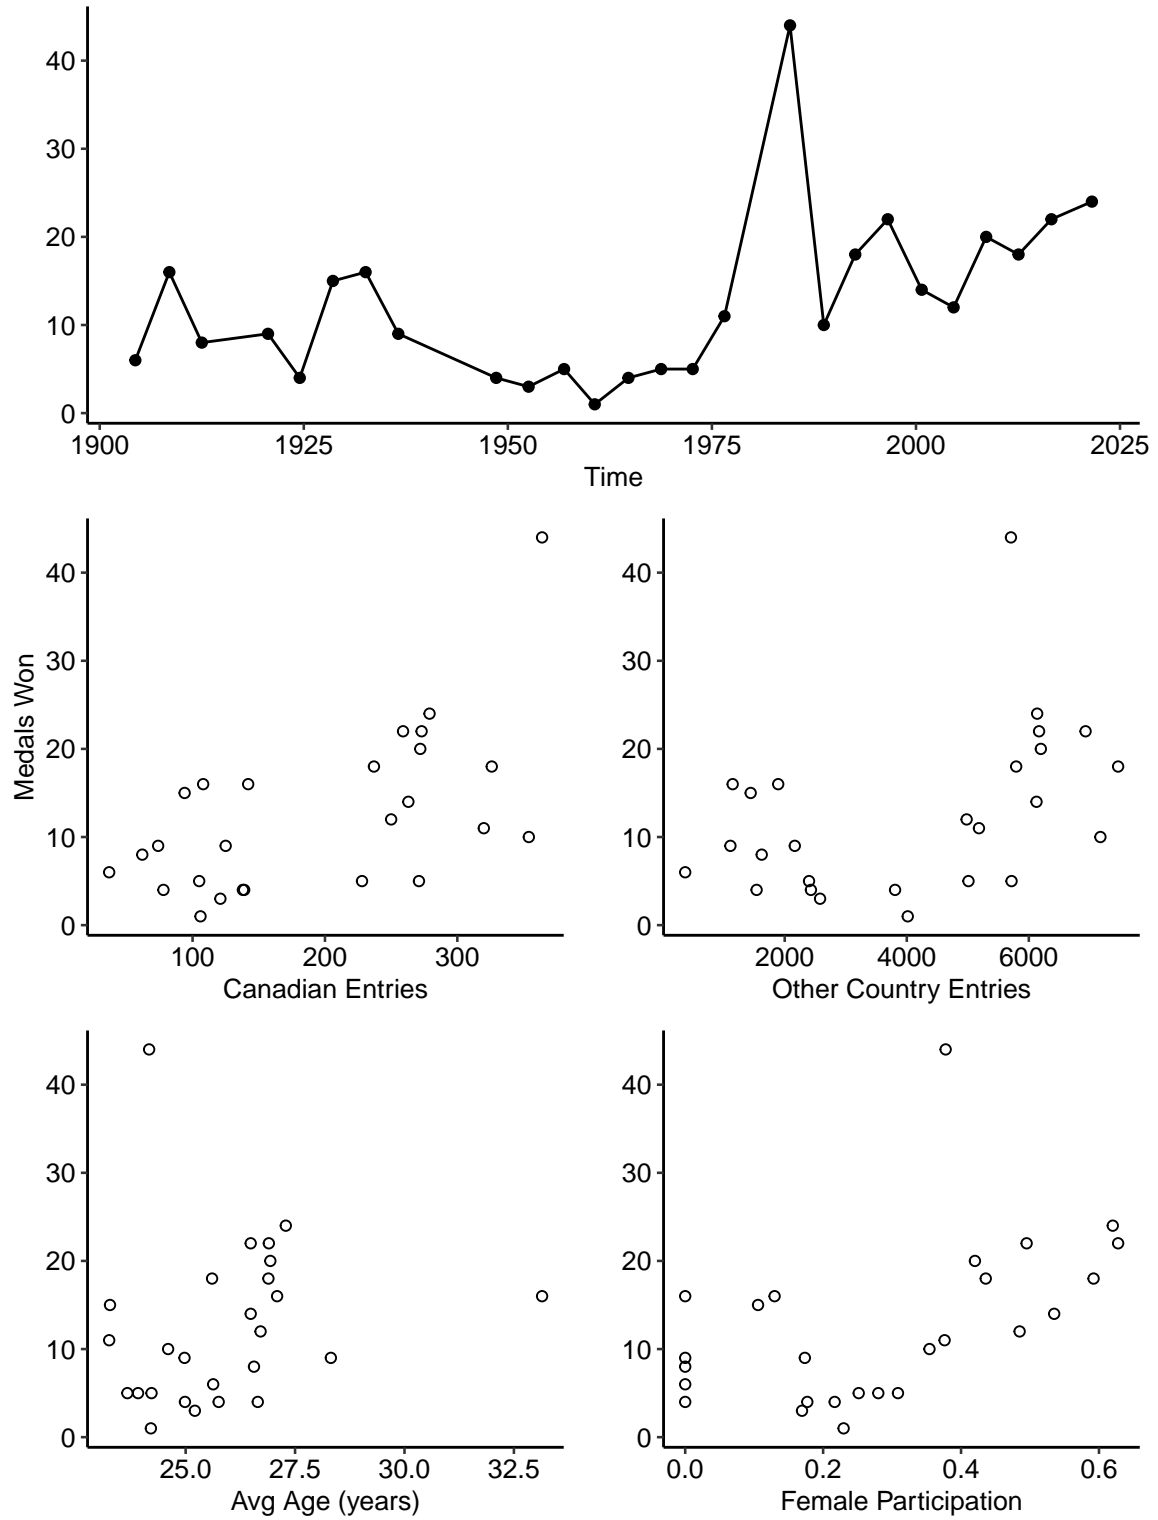 40
30
20
10
0
1900 1925 1950 1975 2000 2025
Time
Medals Won
40
30
20
10
0
100 200 300
Canadian Entries
40
30
20
10
0
2000 4000 6000
Other Country Entries
40
30
20
10
0
25.0 27.5 30.0 32.5
Avg Age (years)
40
30
20
10
0
0.0 0.2 0.4 0.6
Female Participation